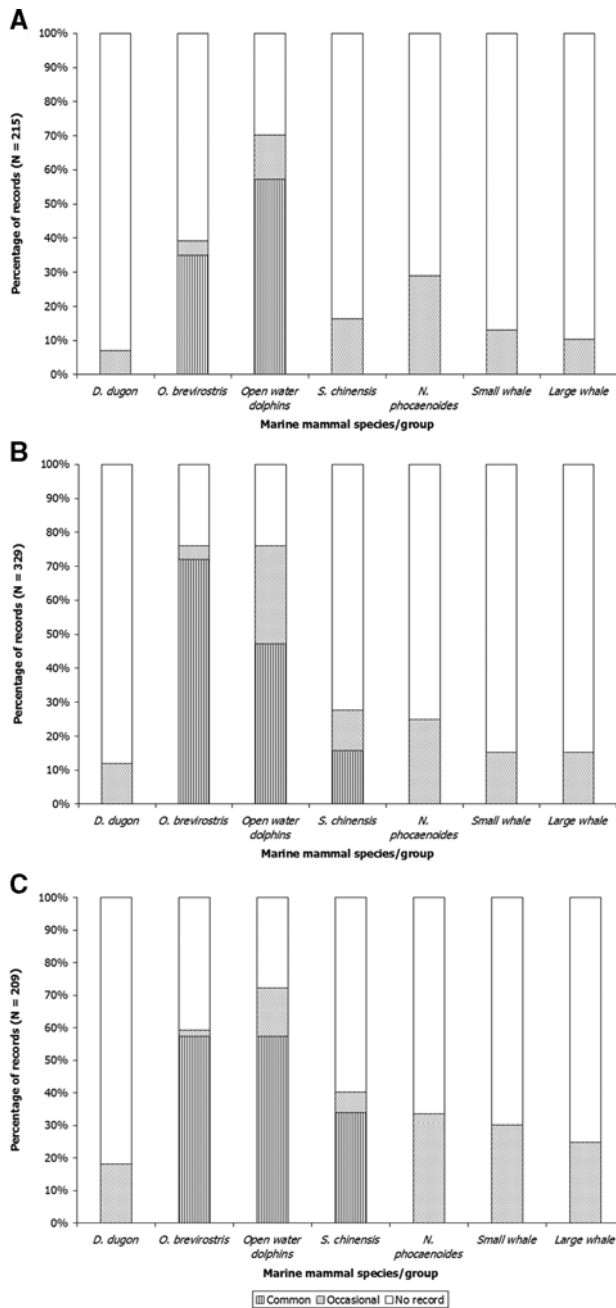 A
100%
90%
80%
70%
60%
50%
40%
30%
20%
10%
0%
Percentage of records (N = 215)
D. dugon O. brevirostris Open water S. chinensis N. Small whale Large whale
dolphins phocaenoides
Marine mammal species/group
B
100%
90%
80%
70%
60%
50%
40%
30%
20%
10%
0%
Percentage of records (N = 329)
D. dugon O. brevirostris Open water S. chinensis N. Small whale Large whale
dolphins phocaenoides
Marine mammal species/group
C
100%
90%
80%
70%
60%
50%
40%
30%
20%
10%
0%
Percentage of records (N = 209)
D. dugon O. brevirostris Open water S. chinensis N. Small whale Large whale
dolphins phocaenoides
Marine mammal species/group
Common Occasional No record